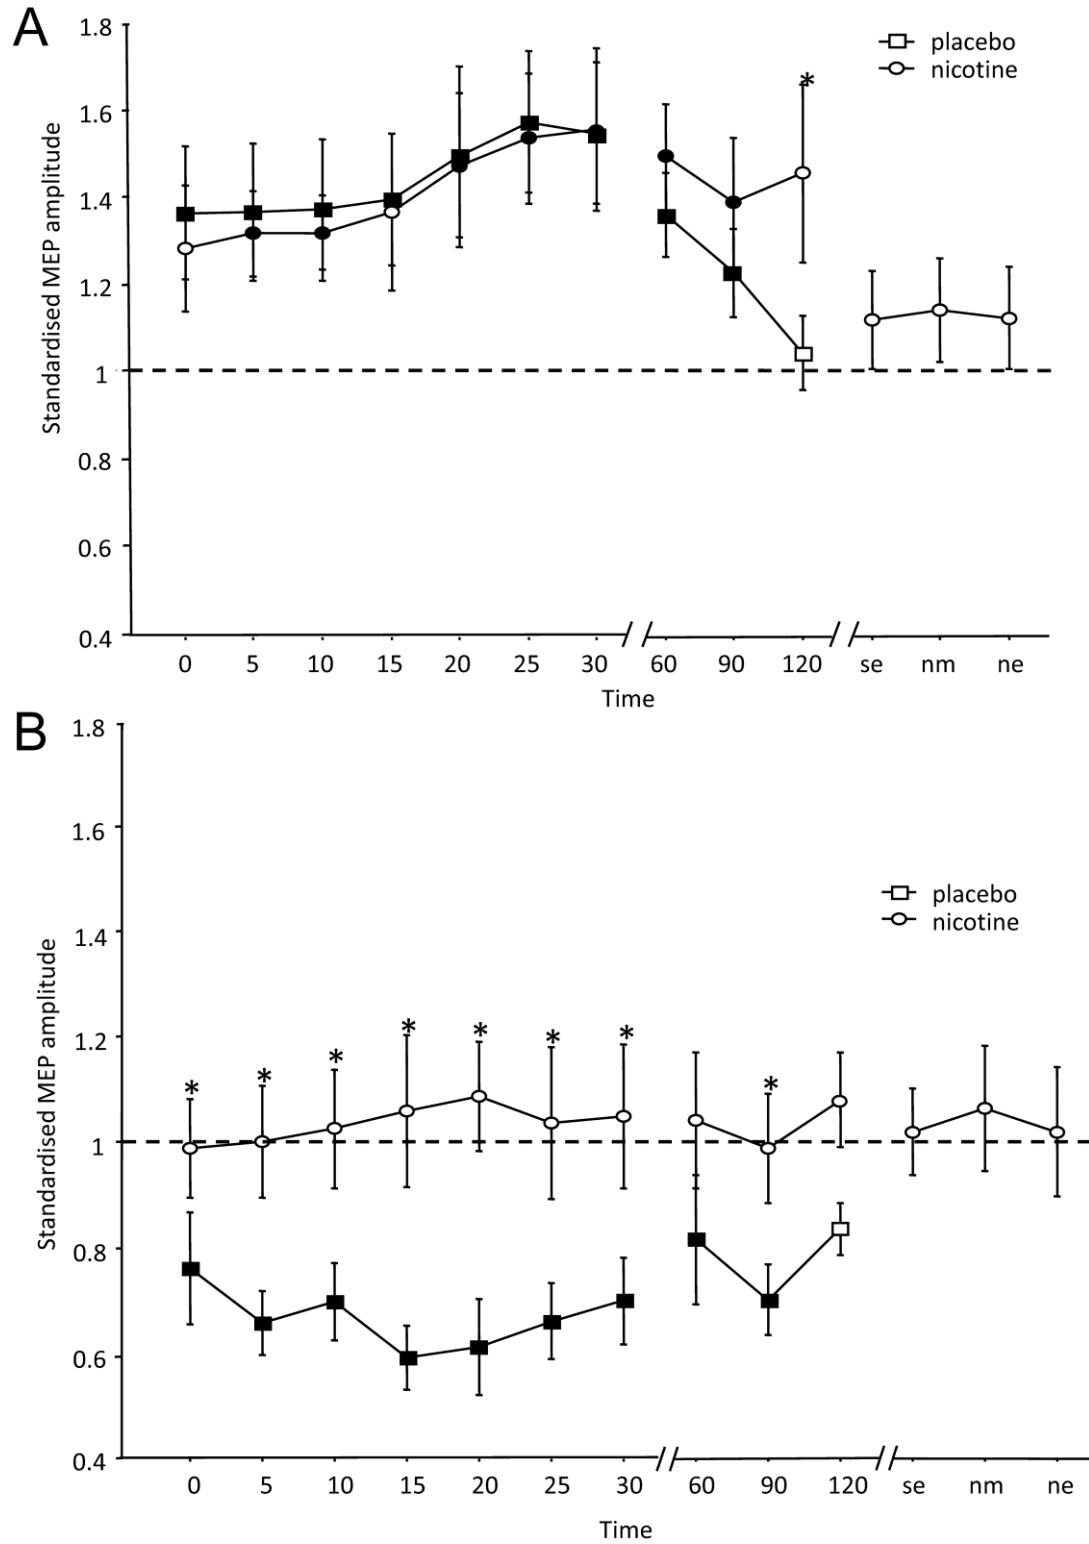 A
1.8
1.6
1.4
1.2
1
0.8
0.6
0.4
Standardised MEP amplitude
placebo
nicotine
*
0 5 10 15 20 25 30 60 90 120 se nm ne
Time
B
1.8
1.6
1.4
1.2
1
0.8
0.6
0.4
Standardised MEP amplitude
placebo
nicotine
* * * * * * * *
0 5 10 15 20 25 30 60 90 120 se nm ne
Time